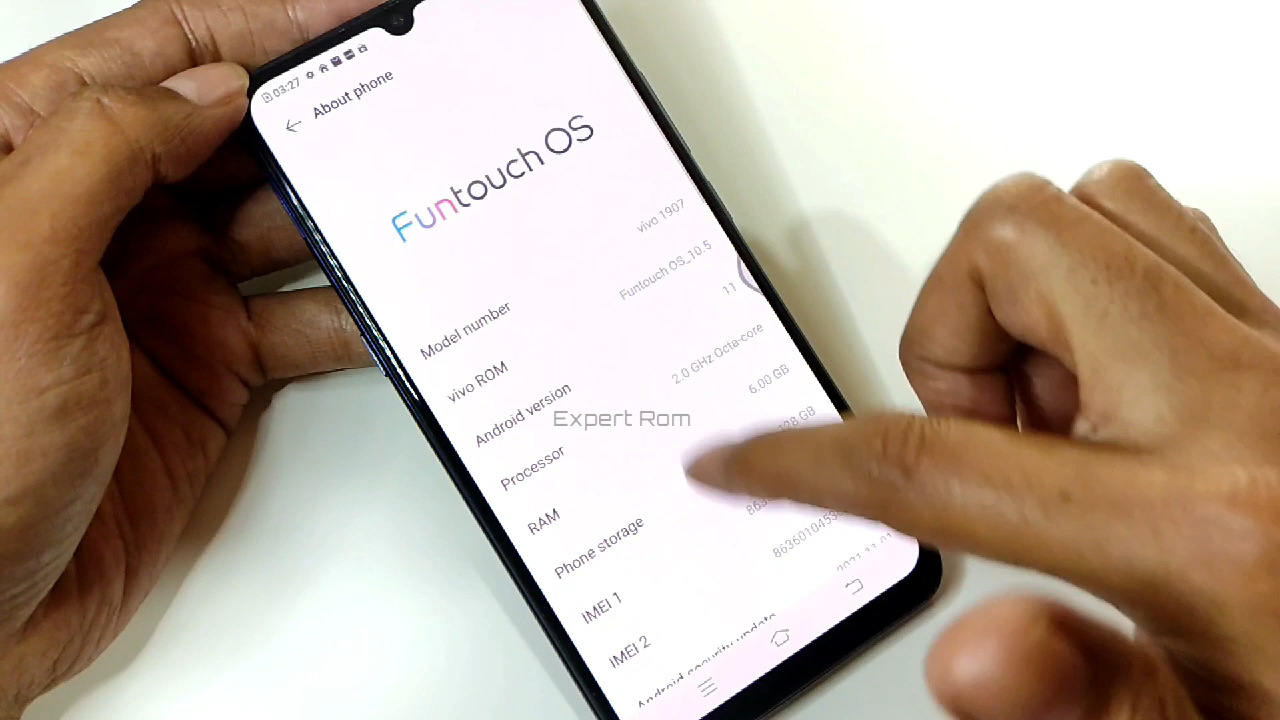 03:27
About phone
Funtouch OS
Model number vivo 1907
vivo ROM Funtouch OS_10.5
Android version 11
Processor 2.0 GHz Octa-core
RAM 6.00 GB
Phone storage 128 GB
IMEI 1
IMEI 2
Android security update
Expert Rom